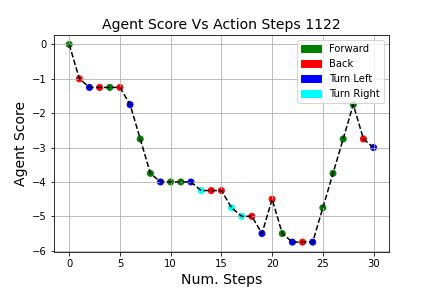 Agent Score Vs Action Steps 1122
Forward
Back
Turn Left
Turn Right
Agent Score
0
−1
−2
−3
−4
−5
−6
0 5 10 15 20 25 30
Num. Steps